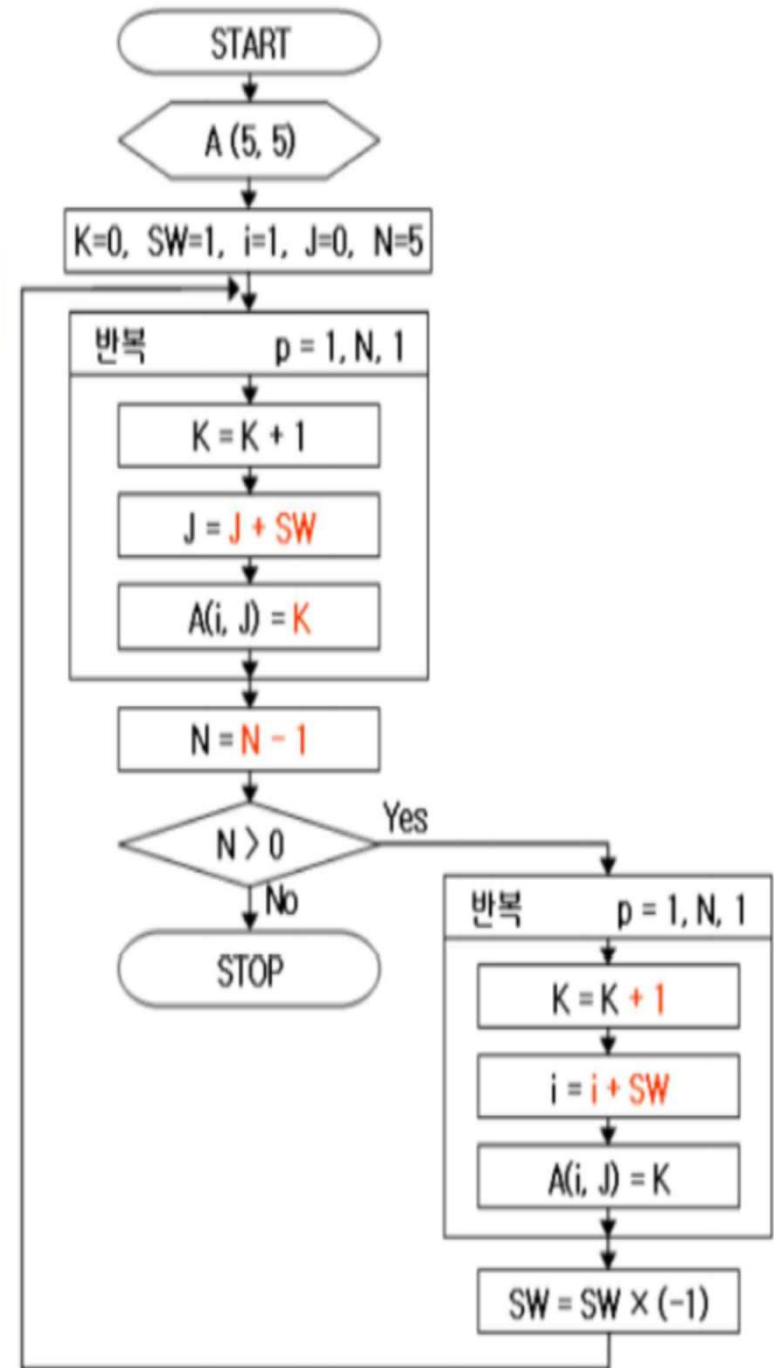 START
A (5, 5)
K=0, SW=1, i=1, J=0, N=5
반복 p = 1, N, 1
K = K + 1
J = J + SW
A(i, J) = K
N = N - 1
N > 0
Yes
No
STOP
반복 p = 1, N, 1
K = K + 1
i = i + SW
A(i, J) = K
SW = SW × (-1)